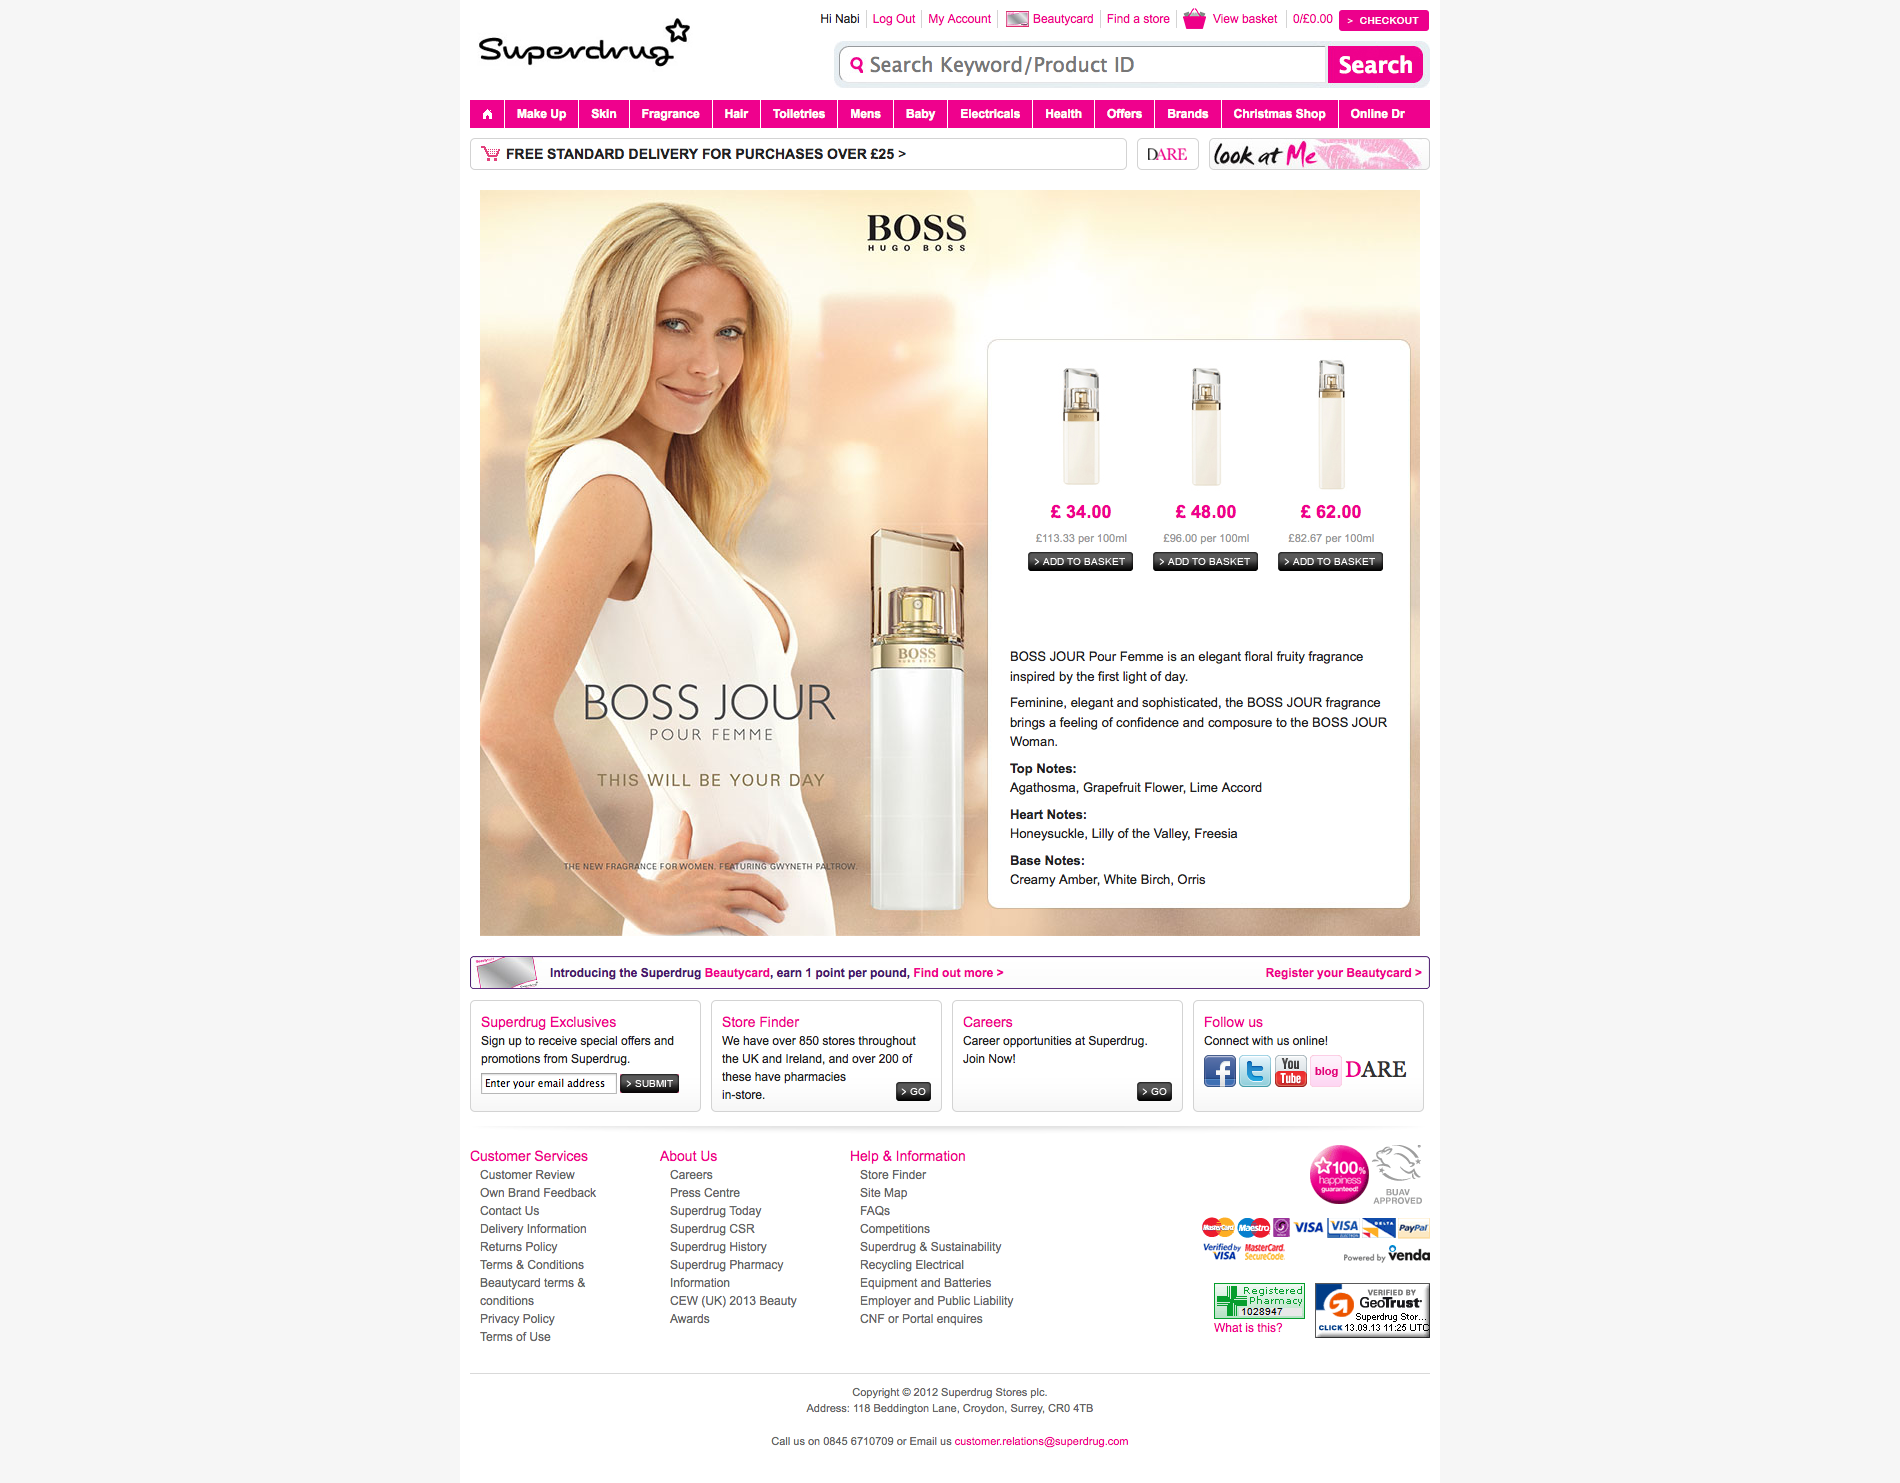 Superdrug
Hi Nabi
Log Out
My Account
Beautycard
Find a store
View basket
0/£0.00
> CHECKOUT
Search Keyword/Product ID
Search
Make Up
Skin
Fragrance
Hair
Toiletries
Mens
Baby
Electricals
Health
Offers
Brands
Christmas Shop
Online Dr
FREE STANDARD DELIVERY FOR PURCHASES OVER £25 >
DARE
look at Me
BOSS
HUGO BOSS
£ 34.00
£ 48.00
£ 62.00
£113.33 per 100ml
£96.00 per 100ml
£82.67 per 100ml
> ADD TO BASKET
> ADD TO BASKET
> ADD TO BASKET
BOSS
HUGO BOSS
BOSS JOUR
POUR FEMME
THIS WILL BE YOUR DAY
THE NEW FRAGRANCE FOR WOMEN. FEATURING GWYNETH PALTROW.
BOSS JOUR Pour Femme is an elegant floral fruity fragrance
inspired by the first light of day.
Feminine, elegant and sophisticated, the BOSS JOUR fragrance
brings a feeling of confidence and composure to the BOSS JOUR
Woman.
Top Notes:
Agathosma, Grapefruit Flower, Lime Accord
Heart Notes:
Honeysuckle, Lilly of the Valley, Freesia
Base Notes:
Creamy Amber, White Birch, Orris
Introducing the Superdrug Beautycard, earn 1 point per pound, Find out more >
Register your Beautycard >
Superdrug Exclusives
Sign up to receive special offers and
promotions from Superdrug.
Enter your email address
> SUBMIT
Store Finder
We have over 850 stores throughout
the UK and Ireland, and over 200 of
these have pharmacies
in-store.
> GO
Careers
Career opportunities at Superdrug.
Join Now!
> GO
Follow us
Connect with us online!
You
Tube
blog
DARE
Customer Services
Customer Review
Own Brand Feedback
Contact Us
Delivery Information
Returns Policy
Terms & Conditions
Beautycard terms &
conditions
Privacy Policy
Terms of Use
About Us
Careers
Press Centre
Superdrug Today
Superdrug CSR
Superdrug History
Superdrug Pharmacy
Information
CEW (UK) 2013 Beauty
Awards
Help & Information
Store Finder
Site Map
FAQs
Competitions
Superdrug & Sustainability
Recycling Electrical
Equipment and Batteries
Employer and Public Liability
CNF or Portal enquires
100%
happiness
guaranteed!
BUAV
APPROVED
MasterCard
Maestro
VISA
VISA
ELECTRON
DELTA
PayPal
Verified by
VISA
MasterCard.
SecureCode.
Powered by venda
Registered
Pharmacy
1028947
What is this?
VERIFIED BY
GeoTrust
Superdrug Stor...
CLICK 13.09.13 11:25 UTC
Copyright © 2012 Superdrug Stores plc.
Address: 118 Beddington Lane, Croydon, Surrey, CR0 4TB
Call us on 0845 6710709 or Email us customer.relations@superdrug.com